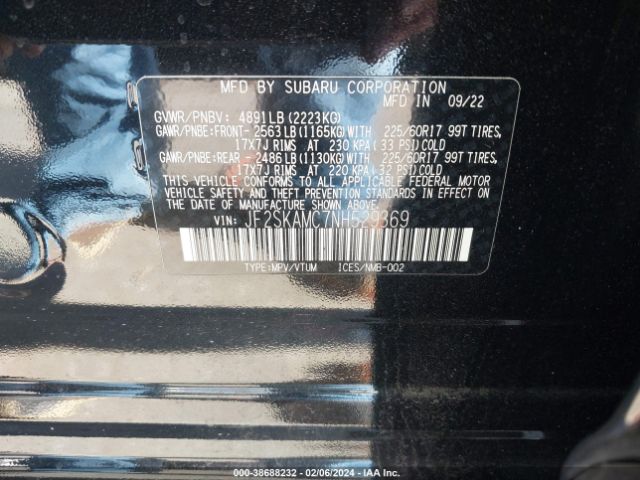 MFD BY SUBARU CORPORATION
MFD IN 09/22
GVWR/PNBV: 4891LB (2223KG)
GAWR/PNBE:FRONT-2563LB(1165KG)WITH 225/60R17 99T TIRES,
17X7J RIMS AT 230 KPA(33 PSI)COLD
GAWR/PNBE:REAR -2486LB(1130KG)WITH 225/60R17 99T TIRES,
17X7J RIMS AT 220 KPA(32 PSI)COLD
THIS VEHICLE CONFORMS TO ALL APPLICABLE FEDERAL MOTOR
VEHICLE SAFETY AND THEFT PREVENTION STANDARDS IN EFFECT ON
THE DATE OF MANUFACTURE SHOWN ABOVE.
VIN: JF2SKAMC7NH529369
TYPE:MPV/VTUM ICES/NMB-002
000-38688232 - 02/06/2024 - IAA Inc.